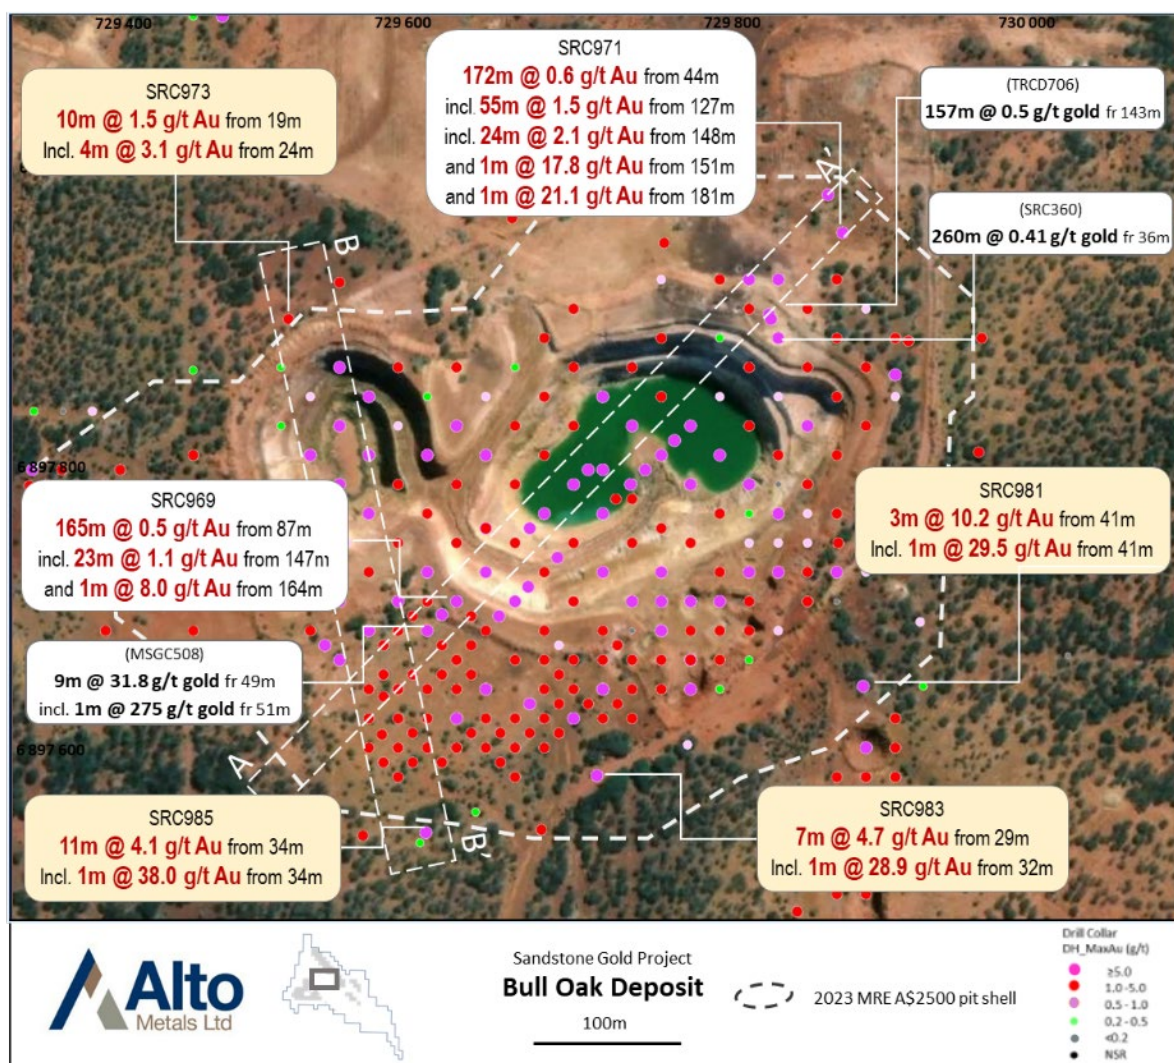 729 400
729 600
729 800
730 000
SRC973
10m @ 1.5 g/t Au from 19m
Incl. 4m @ 3.1 g/t Au from 24m
SRC971
172m @ 0.6 g/t Au from 44m
incl. 55m @ 1.5 g/t Au from 127m
incl. 24m @ 2.1 g/t Au from 148m
and 1m @ 17.8 g/t Au from 151m
and 1m @ 21.1 g/t Au from 181m
(TRCD706)
157m @ 0.5 g/t gold fr 143m
(SRC360)
260m @ 0.41 g/t gold fr 36m
A'
B
6 897 800
SRC969
165m @ 0.5 g/t Au from 87m
incl. 23m @ 1.1 g/t Au from 147m
and 1m @ 8.0 g/t Au from 164m
SRC981
3m @ 10.2 g/t Au from 41m
Incl. 1m @ 29.5 g/t Au from 41m
(MSGC508)
9m @ 31.8 g/t gold fr 49m
incl. 1m @ 275 g/t gold fr 51m
6 897 600
A
SRC985
11m @ 4.1 g/t Au from 34m
Incl. 1m @ 38.0 g/t Au from 34m
B'
SRC983
7m @ 4.7 g/t Au from 29m
Incl. 1m @ 28.9 g/t Au from 32m
Alto
Metals Ltd
Sandstone Gold Project
Bull Oak Deposit
100m
2023 MRE A$2500 pit shell
Drill Collar
DH_MaxAu (g/t)
≥5.0
1.0-5.0
0.5-1.0
0.2-0.5
<0.2
NSR